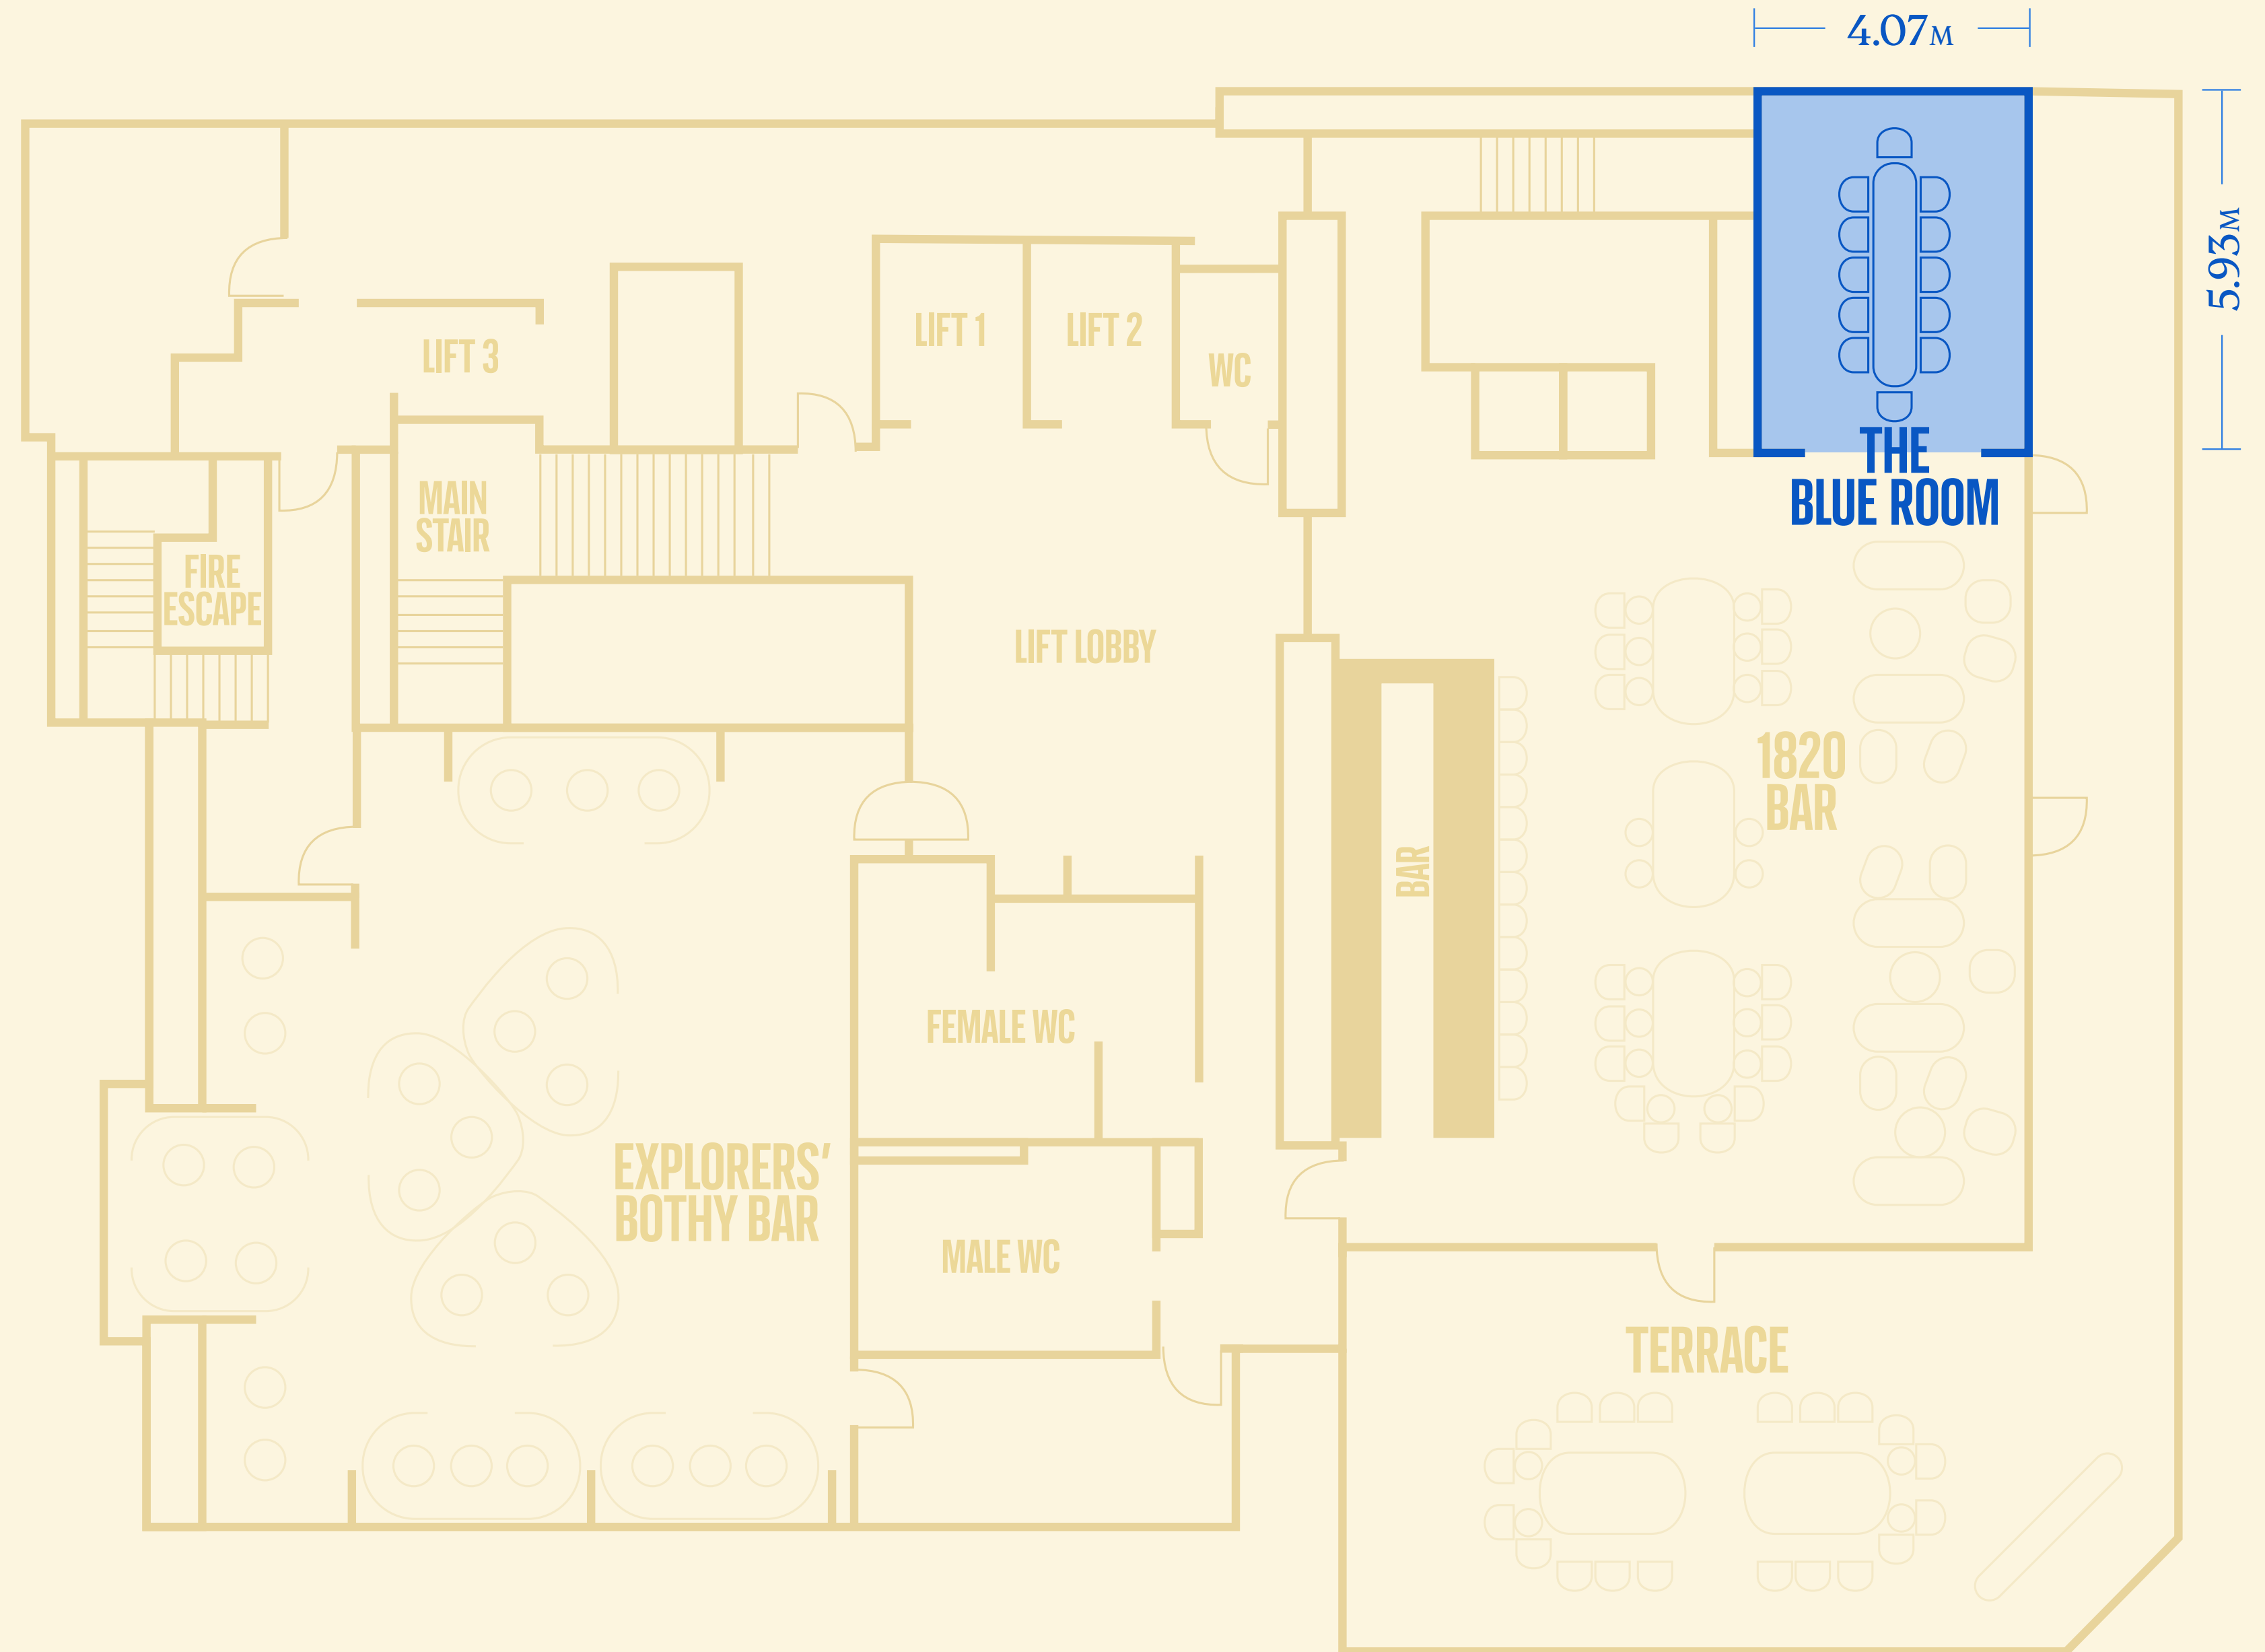 4.07M
5.93M
LIFT 1
LIFT 2
LIFT 3
WC
MAIN
STAIR
THE
BLUE ROOM
FIRE
ESCAPE
LIFT LOBBY
1820
BAR
BAR
FEMALE WC
EXPLORERS'
BOTHY BAR
MALE WC
TERRACE